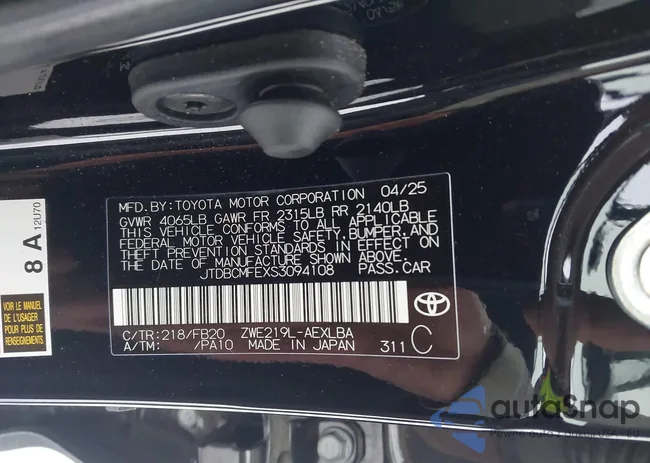 MFD. BY: TOYOTA MOTOR CORPORATION 04/25
GVWR 4065LB GAWR FR 2315LB RR 2140LB
THIS VEHICLE CONFORMS TO ALL APPLICABLE
FEDERAL MOTOR VEHICLE SAFETY, BUMPER, AND
THEFT PREVENTION STANDARDS IN EFFECT ON
THE DATE OF MANUFACTURE SHOWN ABOVE.
JTDBCMFEXS3094108 PASS. CAR
C/TR: 218/FB20 ZWE219L-AEXLBA
A/TM: /PA10 MADE IN JAPAN 311 C
8 A 12U70
VOIR LE MANUEL
DE L'USAGER
POUR PLUS DE
RENSEIGNEMENTS.
autoSnap